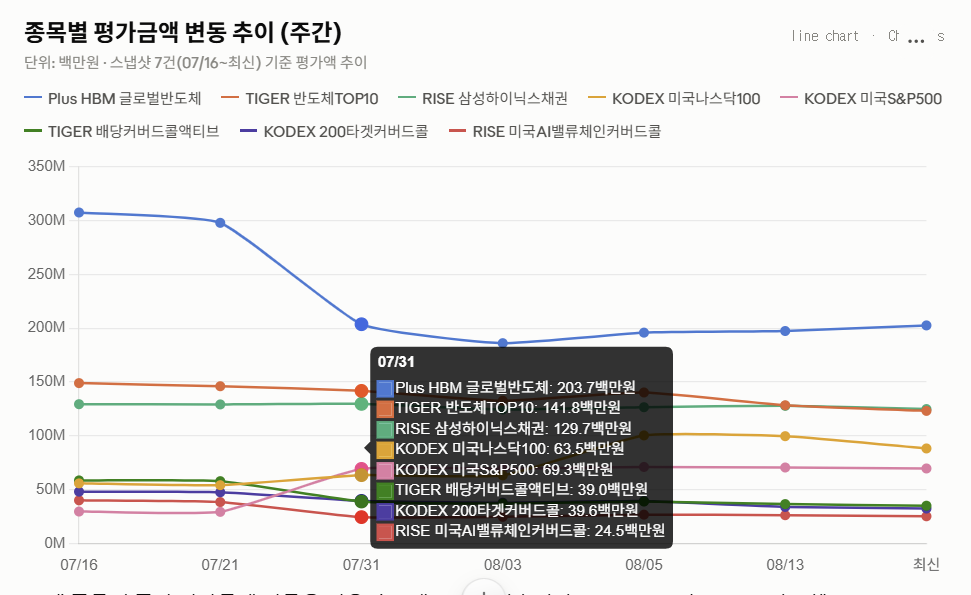 종목별 평가금액 변동 추이 (주간)
line chart · Ch ... s
단위: 백만원 · 스냅샷 7건(07/16~최신) 기준 평가액 추이
Plus HBM 글로벌반도체 TIGER 반도체TOP10 RISE 삼성하이닉스채권 KODEX 미국나스닥100 KODEX 미국S&P500
TIGER 배당커버드콜액티브 KODEX 200타겟커버드콜 RISE 미국AI밸류체인커버드콜
350M
300M
250M
200M
150M
100M
50M
0M
07/31
Plus HBM 글로벌반도체: 203.7백만원
TIGER 반도체TOP10: 141.8백만원
RISE 삼성하이닉스채권: 129.7백만원
KODEX 미국나스닥100: 63.5백만원
KODEX 미국S&P500: 69.3백만원
TIGER 배당커버드콜액티브: 39.0백만원
KODEX 200타겟커버드콜: 39.6백만원
RISE 미국AI밸류체인커버드콜: 24.5백만원
07/16 07/21 07/31 08/03 08/05 08/13 최신